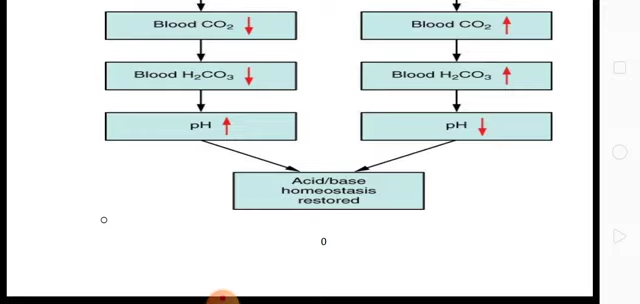 Blood CO₂ ↓
Blood H₂CO₃ ↓
pH ↑
Blood CO₂ ↑
Blood H₂CO₃ ↑
pH ↓
Acid/base
homeostasis
restored
0